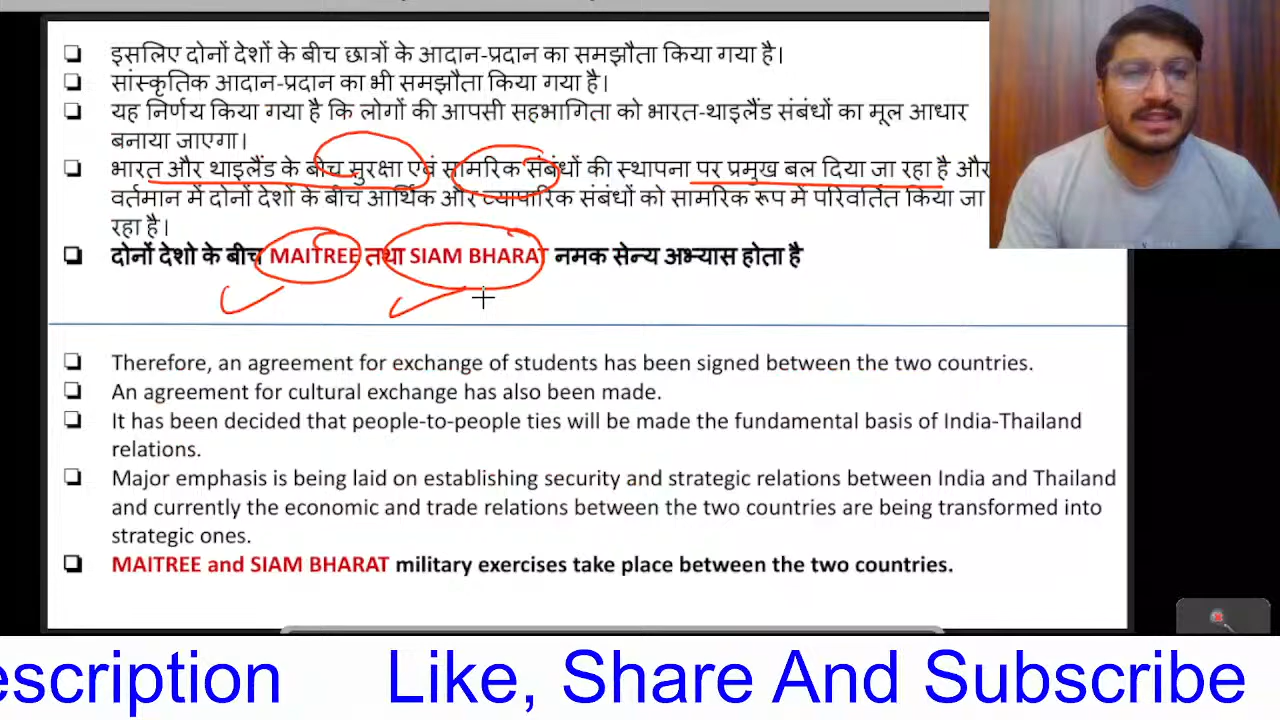 इसलिए दोनों देशों के बीच छात्रों के आदान-प्रदान का समझौता किया गया है।
सांस्कृतिक आदान-प्रदान का भी समझौता किया गया है।
यह निर्णय किया गया है कि लोगों की आपसी सहभागिता को भारत-थाइलैंड संबंधों का मूल आधार
बनाया जाएगा।
भारत और थाइलैंड के बीच सुरक्षा एवं सामरिक संबंधों की स्थापना पर प्रमुख बल दिया जा रहा है और
वर्तमान में दोनों देशों के बीच आर्थिक और व्यापारिक संबंधों को सामरिक रूप में परिवर्तित किया जा
रहा है।
दोनों देशो के बीच MAITREE तथा SIAM BHARAT नमक सेन्य अभ्यास होता है
Therefore, an agreement for exchange of students has been signed between the two countries.
An agreement for cultural exchange has also been made.
It has been decided that people-to-people ties will be made the fundamental basis of India-Thailand
relations.
Major emphasis is being laid on establishing security and strategic relations between India and Thailand
and currently the economic and trade relations between the two countries are being transformed into
strategic ones.
MAITREE and SIAM BHARAT military exercises take place between the two countries.
escription Like, Share And Subscribe